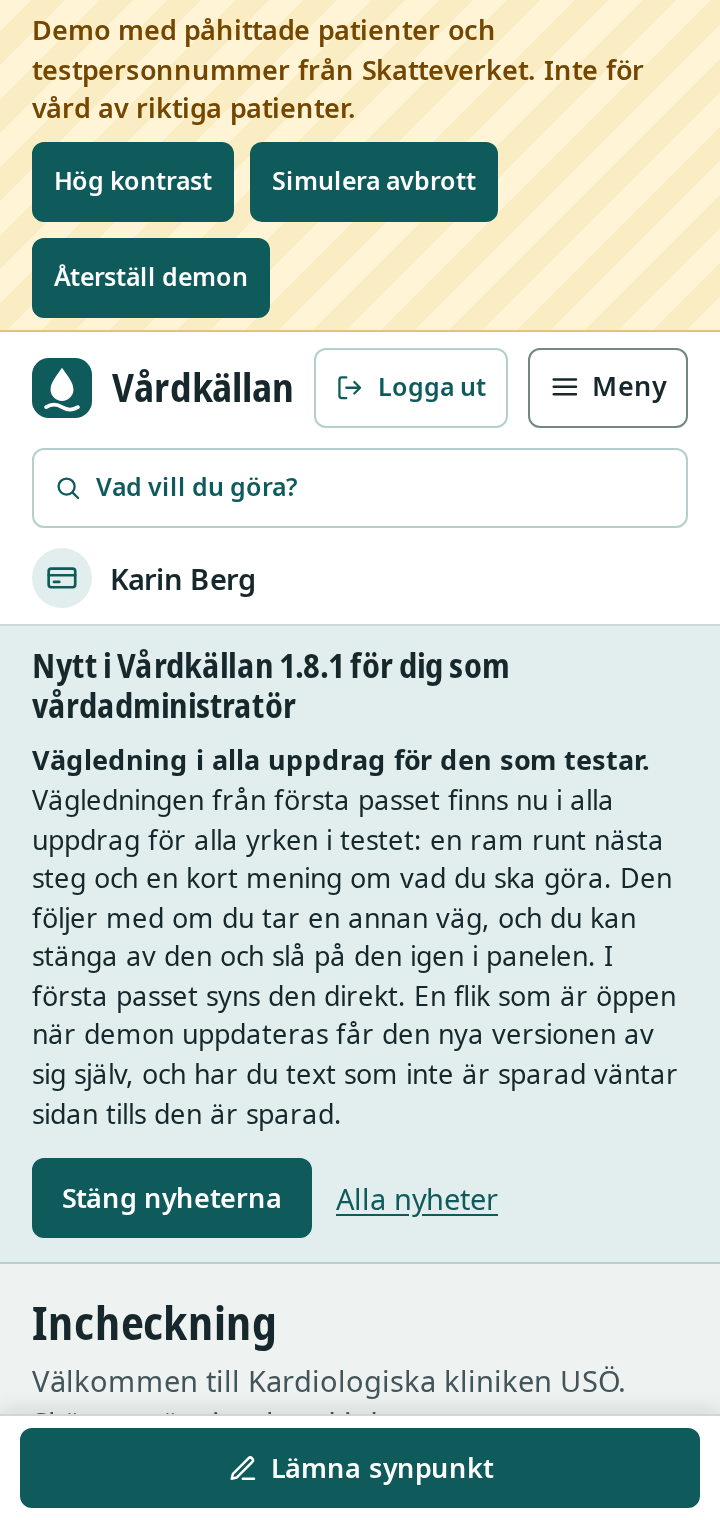 Demo med påhittade patienter och
testpersonnummer från Skatteverket. Inte för
vård av riktiga patienter.
Hög kontrast
Simulera avbrott
Återställ demon
Vårdkällan
Logga ut
Meny
Vad vill du göra?
Karin Berg
Nytt i Vårdkällan 1.8.1 för dig som
vårdadministratör
Vägledning i alla uppdrag för den som testar.
Vägledningen från första passet finns nu i alla
uppdrag för alla yrken i testet: en ram runt nästa
steg och en kort mening om vad du ska göra. Den
följer med om du tar en annan väg, och du kan
stänga av den och slå på den igen i panelen. I
första passet syns den direkt. En flik som är öppen
när demon uppdateras får den nya versionen av
sig själv, och har du text som inte är sparad väntar
sidan tills den är sparad.
Stäng nyheterna
Alla nyheter
Incheckning
Välkommen till Kardiologiska kliniken USÖ.
Lämna synpunkt